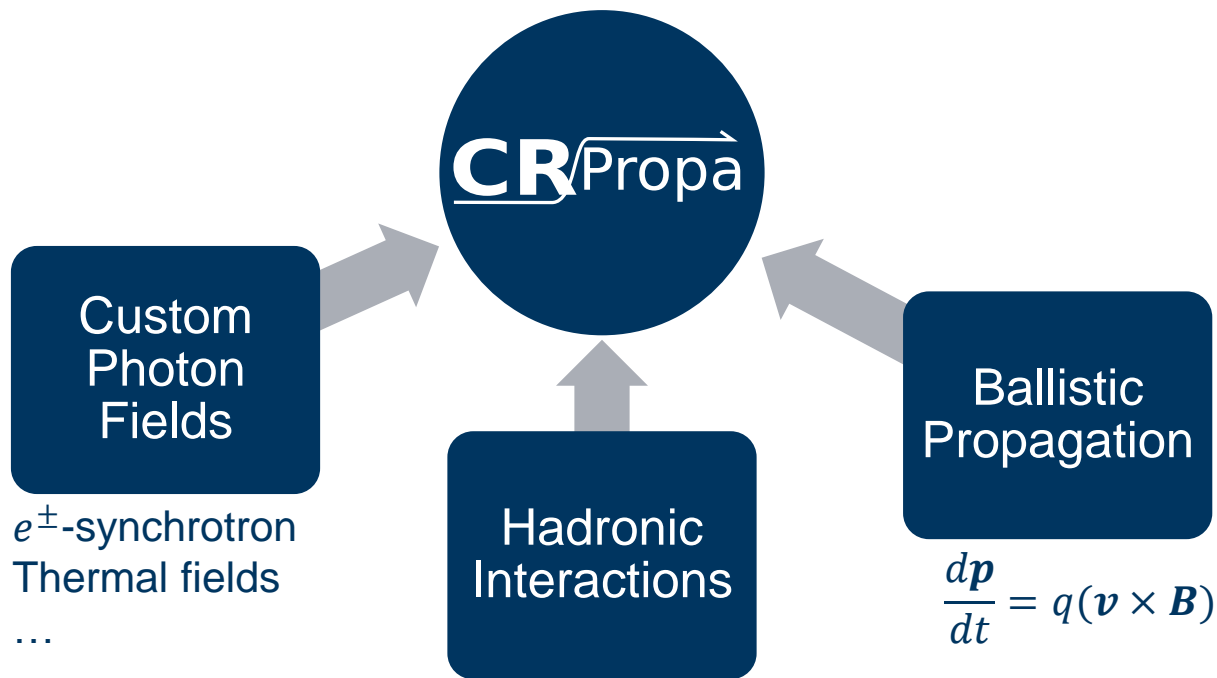 CRPropa
Custom
Photon
Fields
e±-synchrotron
Thermal fields
…
Hadronic
Interactions
Ballistic
Propagation
dp/dt = q(v × B)